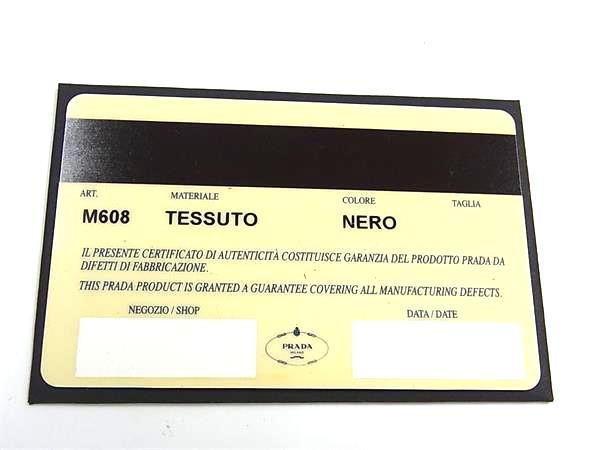 ART. MATERIALE COLORE TAGLIA
M608 TESSUTO NERO
IL PRESENTE CERTIFICATO DI AUTENTICITÀ COSTITUISCE GARANZIA DEL PRODOTTO PRADA DA
DIFETTI DI FABBRICAZIONE.
THIS PRADA PRODUCT IS GRANTED A GUARANTEE COVERING ALL MANUFACTURING DEFECTS.
NEGOZIO / SHOP DATA / DATE
PRADA
MILANO